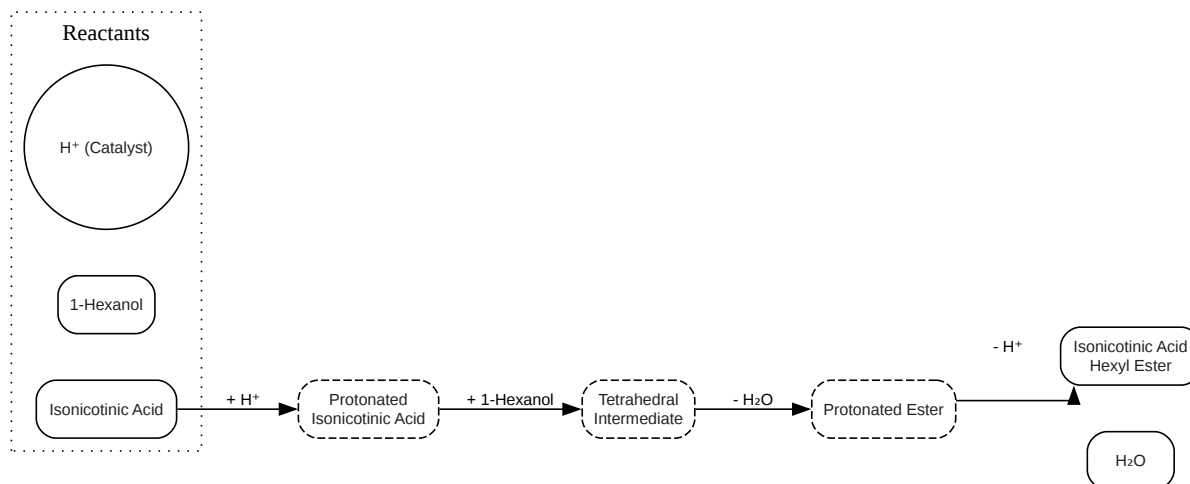 Reactants
H⁺ (Catalyst)
1-Hexanol
Isonicotinic Acid
+ H⁺
Protonated
Isonicotinic Acid
+ 1-Hexanol
Tetrahedral
Intermediate
- H₂O
Protonated Ester
- H⁺
Isonicotinic Acid
Hexyl Ester
H₂O